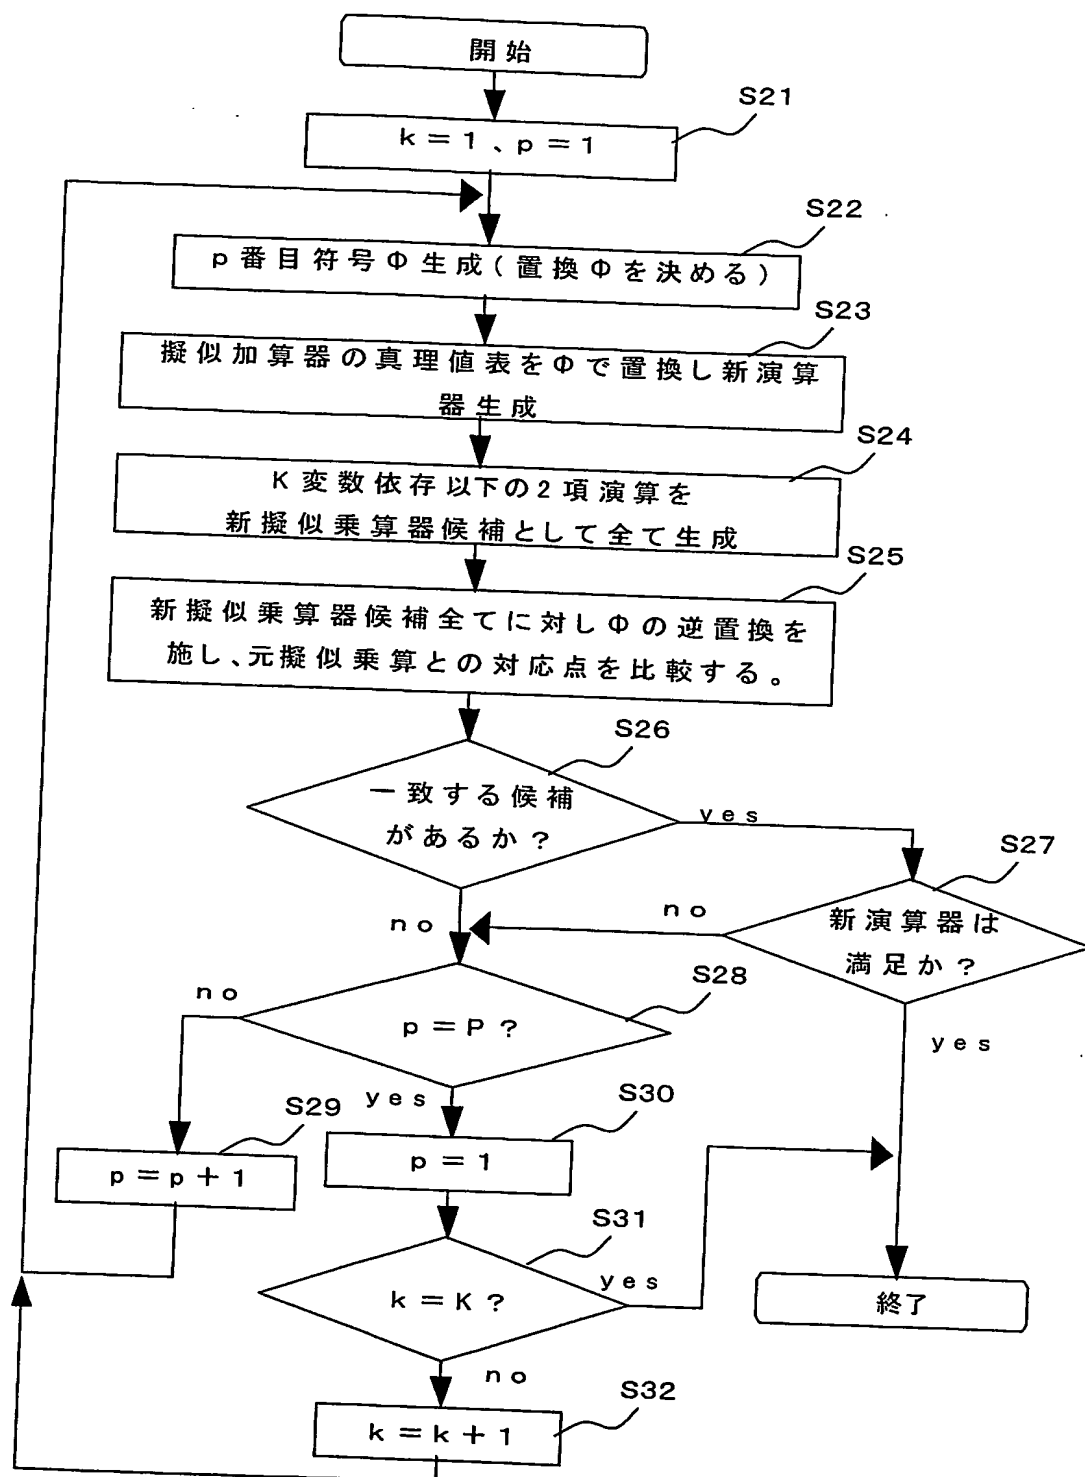 開始
S21
k=1、p=1
S22
p番目符号Φ生成(置換Φを決める)
S23
擬似加算器の真理値表をΦで置換し新演算
器生成
S24
K変数依存以下の2項演算を
新擬似乗算器候補として全て生成
S25
新擬似乗算器候補全てに対しΦの逆置換を
施し、元擬似乗算との対応点を比較する。
S26
一致する候補
があるか?
yes
S27
新演算器は
満足か?
no
no
yes
S28
p=P?
no
yes
S29
p=p+1
S30
p=1
S31
k=K?
yes
終了
no
S32
k=k+1